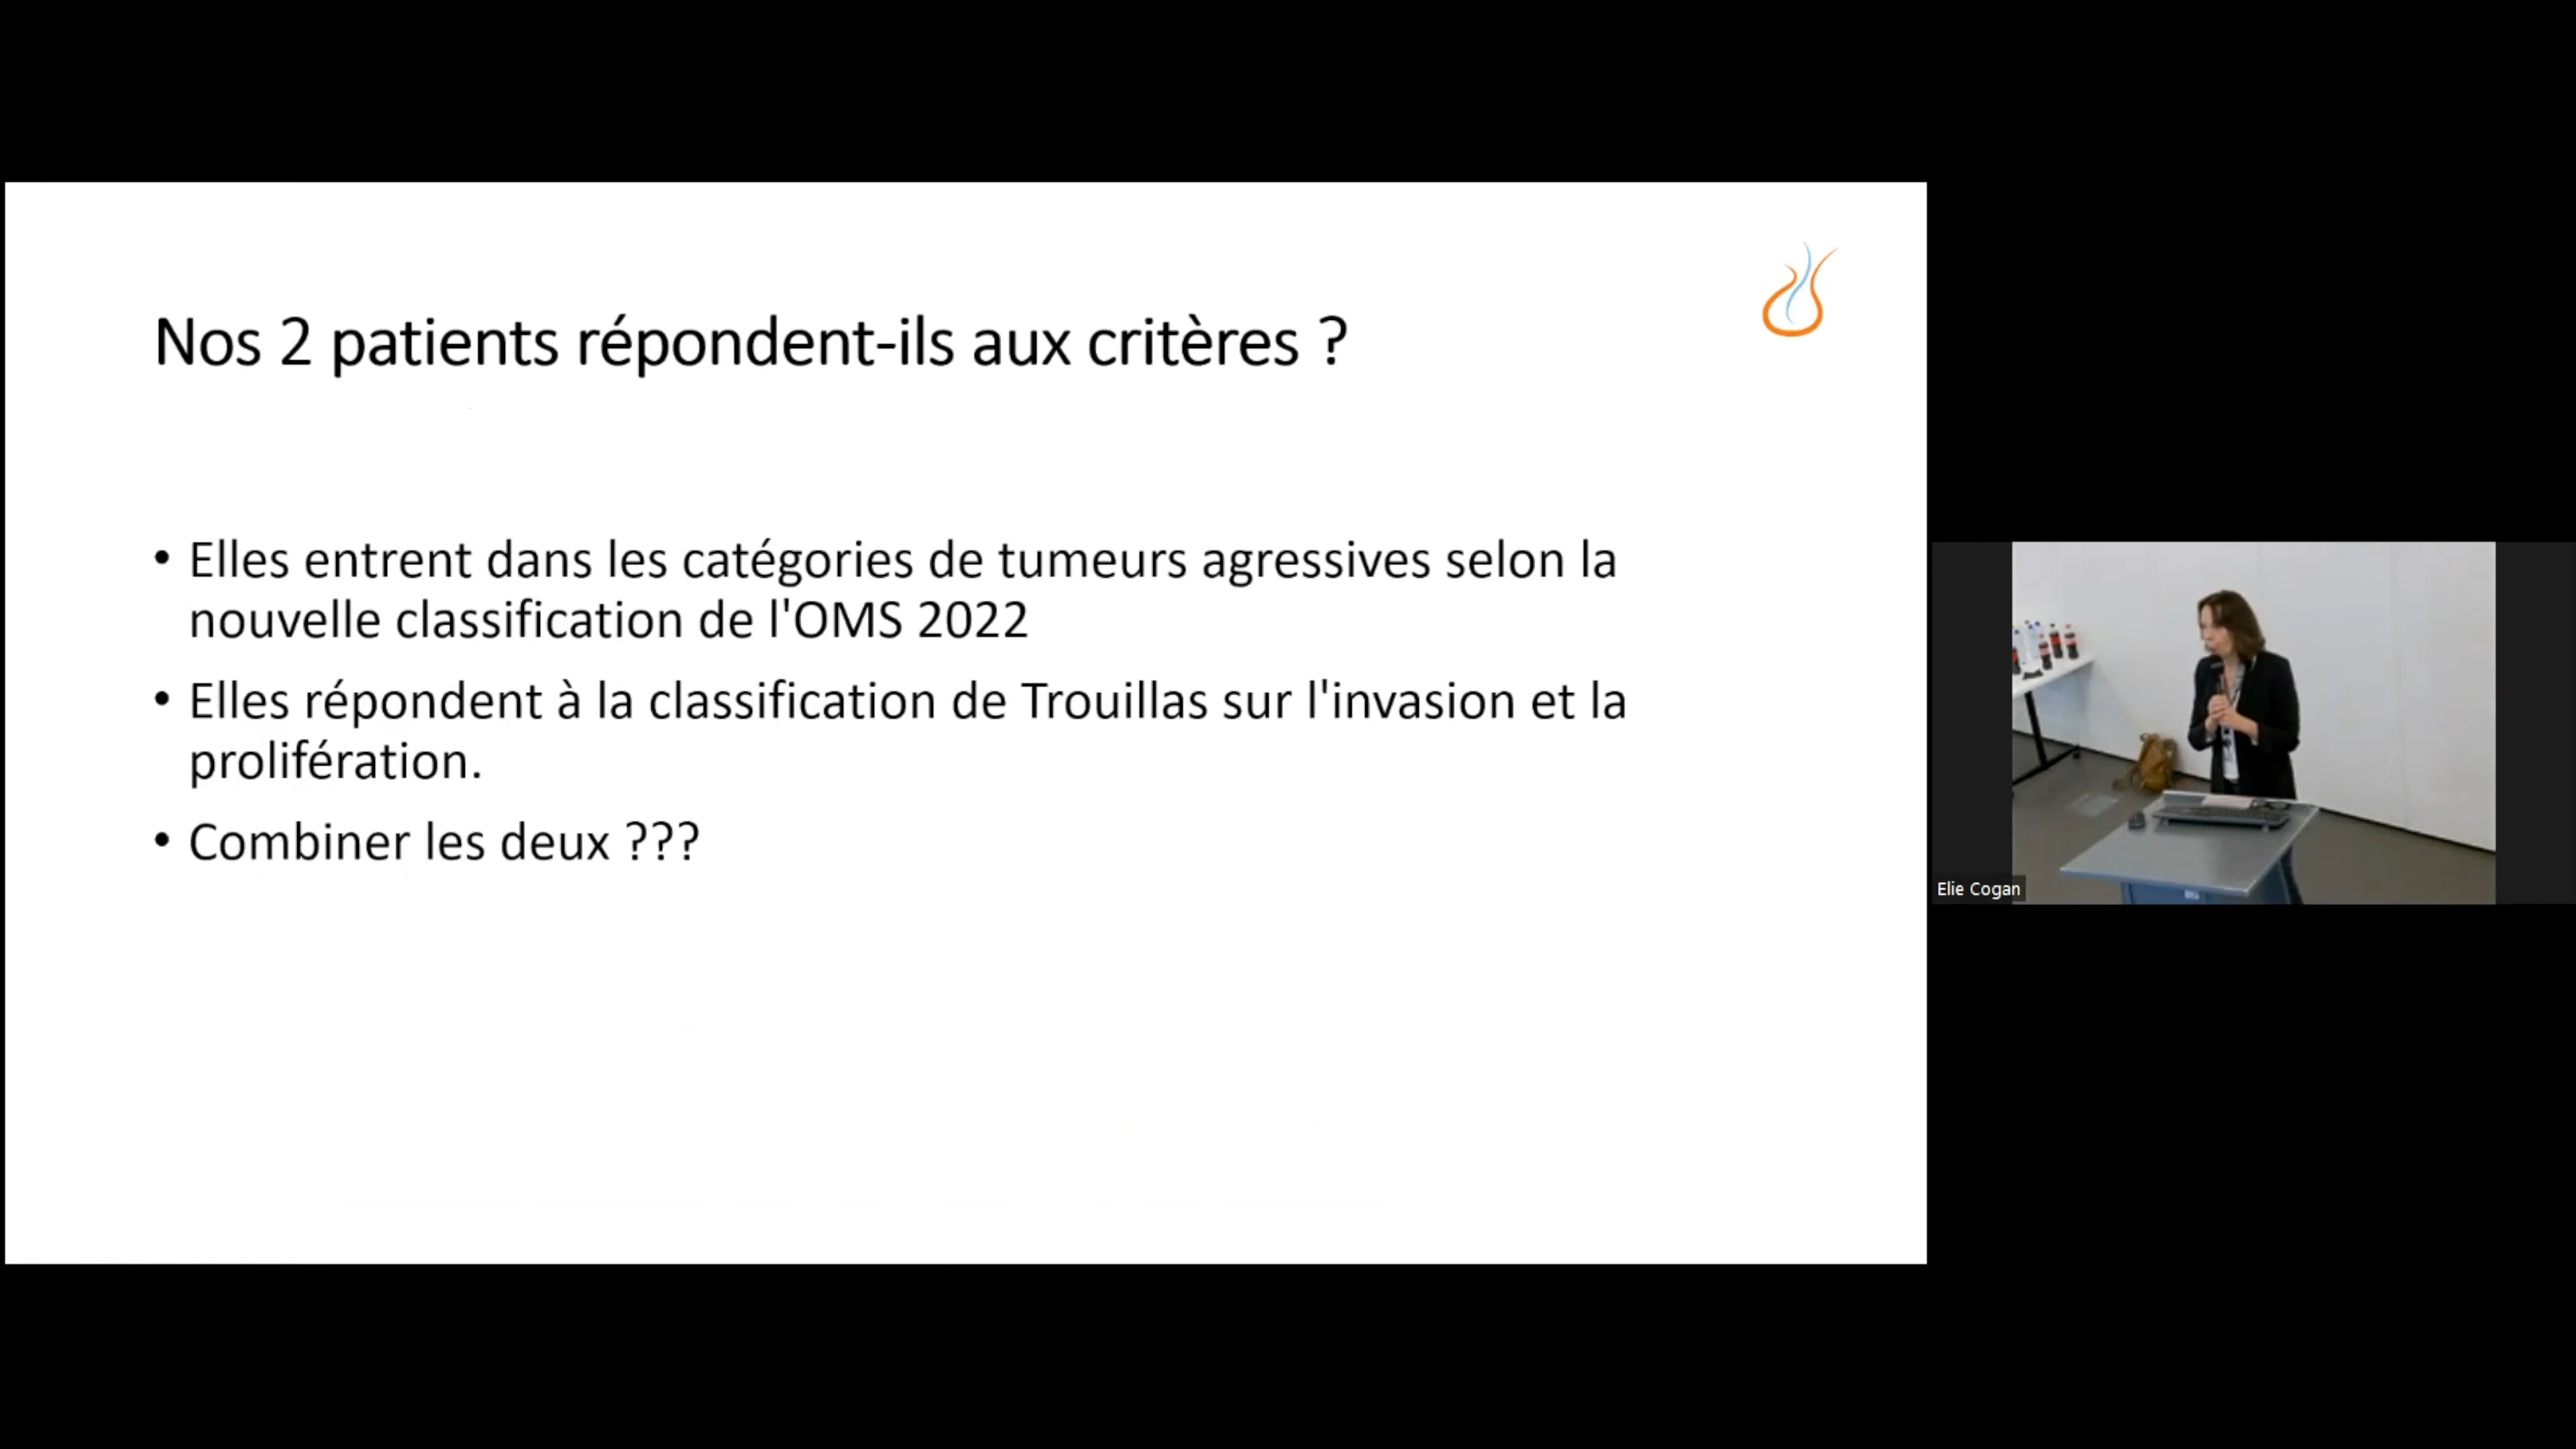 Nos 2 patients répondent-ils aux critères ?
• Elles entrent dans les catégories de tumeurs agressives selon la
nouvelle classification de l'OMS 2022
• Elles répondent à la classification de Trouillas sur l'invasion et la
prolifération.
• Combiner les deux ???
Elie Cogan